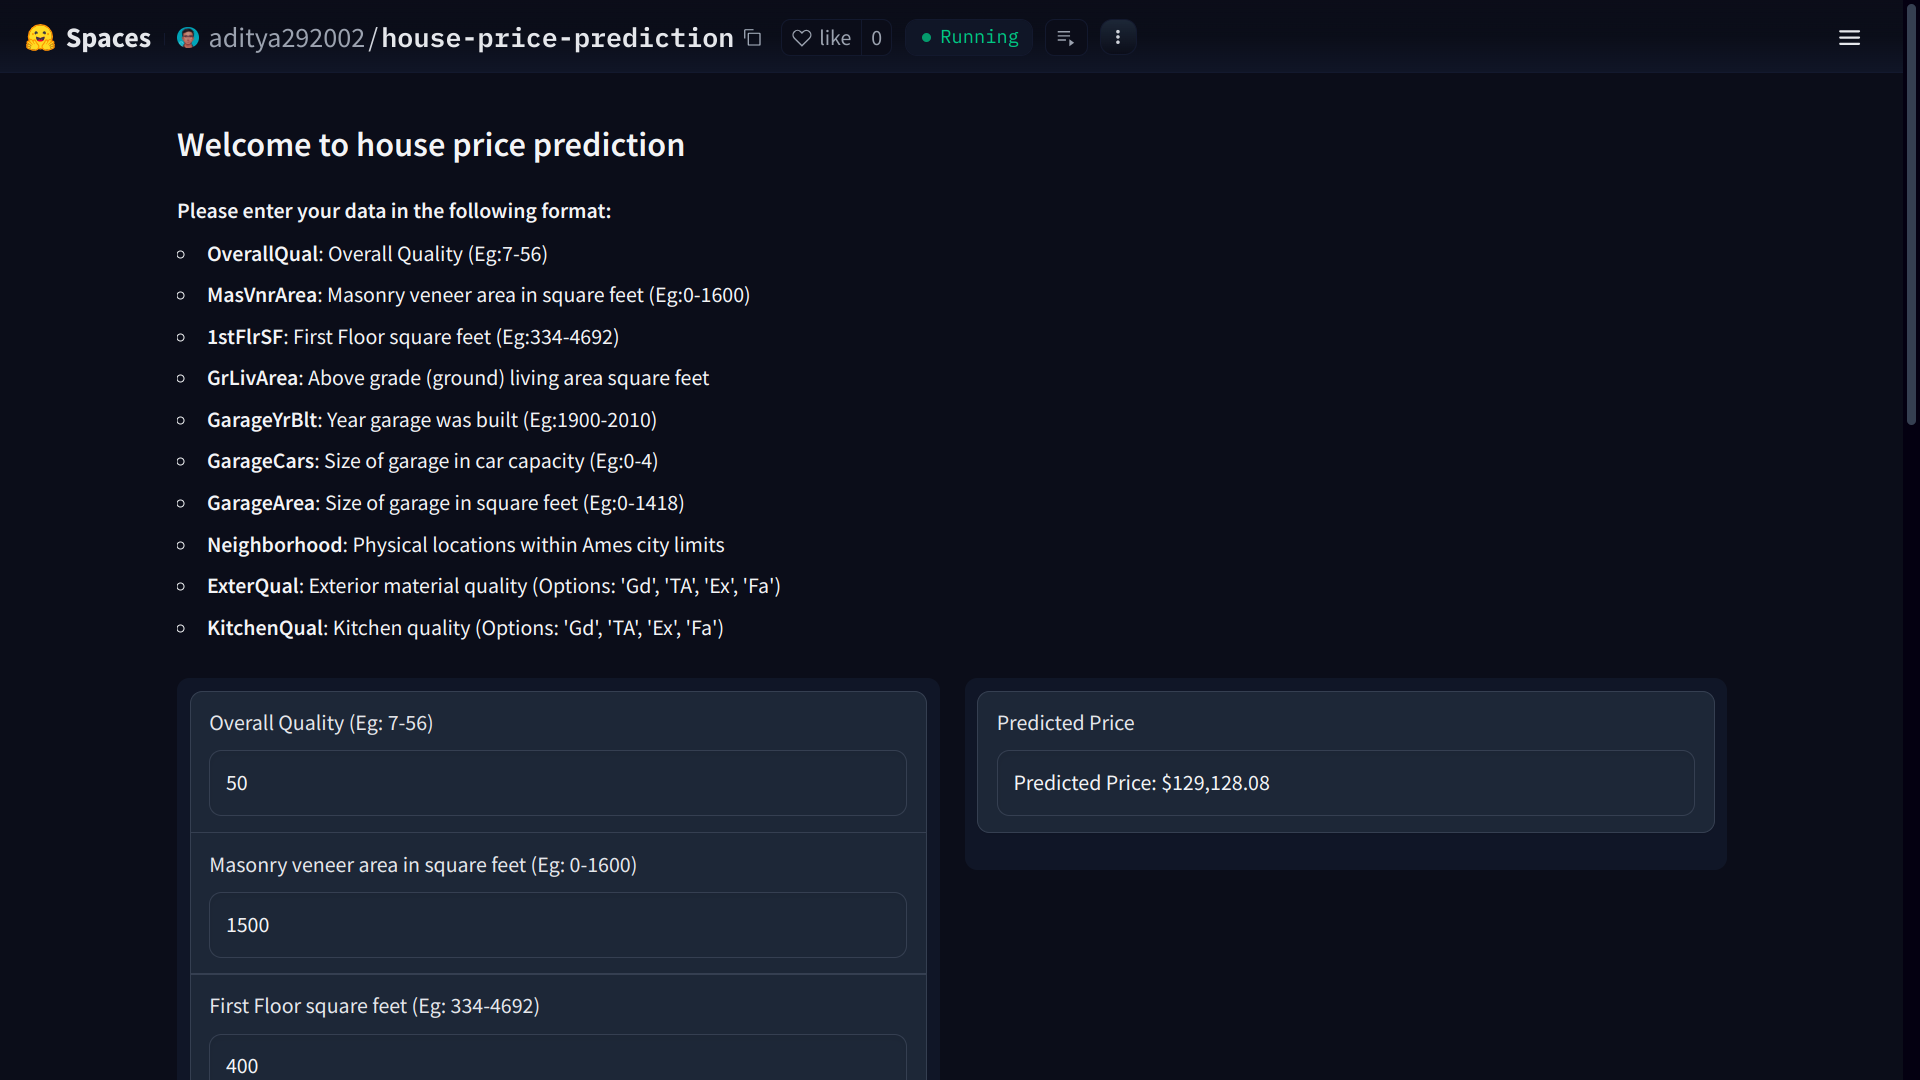 Spaces aditya292002/house-price-prediction like 0 Running
Welcome to house price prediction
Please enter your data in the following format:
OverallQual: Overall Quality (Eg:7-56)
MasVnrArea: Masonry veneer area in square feet (Eg:0-1600)
1stFlrSF: First Floor square feet (Eg:334-4692)
GrLivArea: Above grade (ground) living area square feet
GarageYrBlt: Year garage was built (Eg:1900-2010)
GarageCars: Size of garage in car capacity (Eg:0-4)
GarageArea: Size of garage in square feet (Eg:0-1418)
Neighborhood: Physical locations within Ames city limits
ExterQual: Exterior material quality (Options: 'Gd', 'TA', 'Ex', 'Fa')
KitchenQual: Kitchen quality (Options: 'Gd', 'TA', 'Ex', 'Fa')
Overall Quality (Eg: 7-56)
50
Masonry veneer area in square feet (Eg: 0-1600)
1500
First Floor square feet (Eg: 334-4692)
400
Predicted Price
Predicted Price: $129,128.08